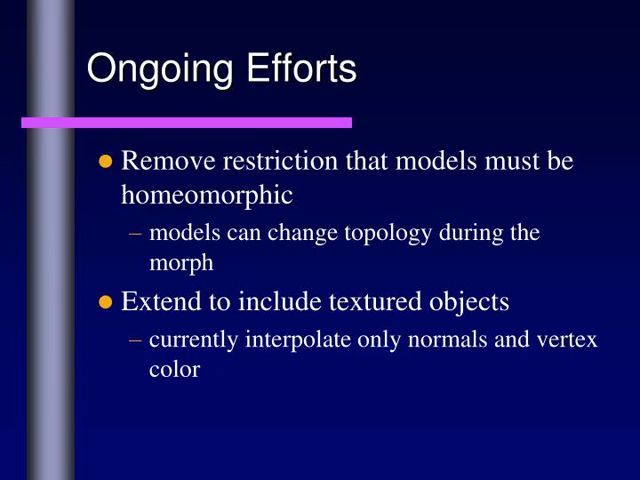 Ongoing Efforts
● Remove restriction that models must be
homeomorphic
– models can change topology during the
morph
● Extend to include textured objects
– currently interpolate only normals and vertex
color